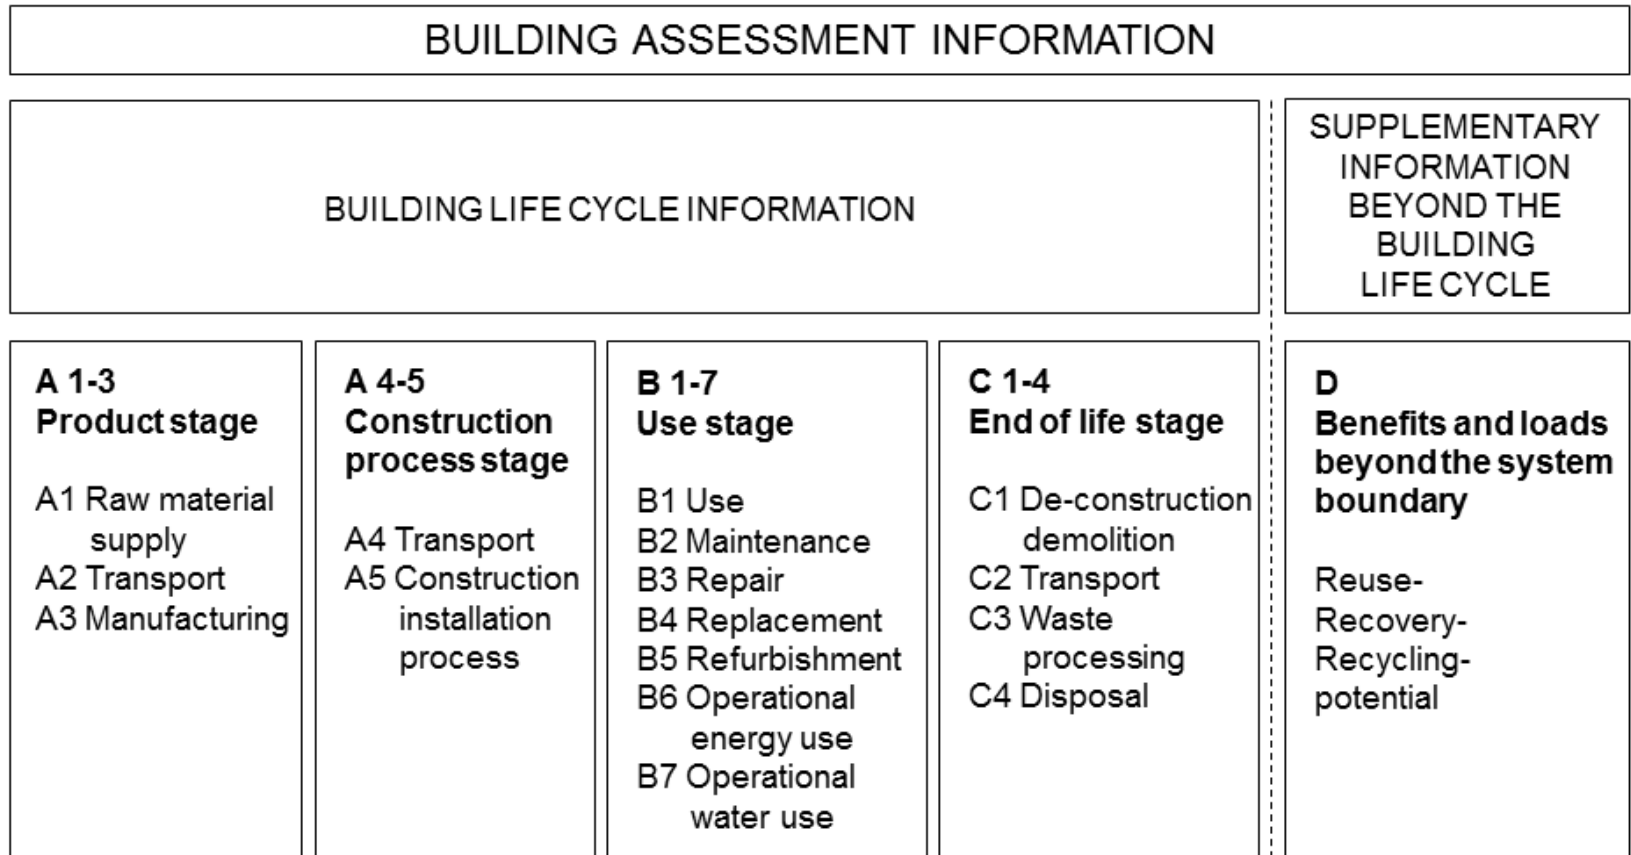 BUILDING ASSESSMENT INFORMATION
BUILDING LIFE CYCLE INFORMATION
SUPPLEMENTARY
INFORMATION
BEYOND THE
BUILDING
LIFE CYCLE
A 1-3
Product stage
A1 Raw material
supply
A2 Transport
A3 Manufacturing
A 4-5
Construction
process stage
A4 Transport
A5 Construction
installation
process
B 1-7
Use stage
B1 Use
B2 Maintenance
B3 Repair
B4 Replacement
B5 Refurbishment
B6 Operational
energy use
B7 Operational
water use
C 1-4
End of life stage
C1 De-construction
demolition
C2 Transport
C3 Waste
processing
C4 Disposal
D
Benefits and loads
beyond the system
boundary
Reuse-
Recovery-
Recycling-
potential